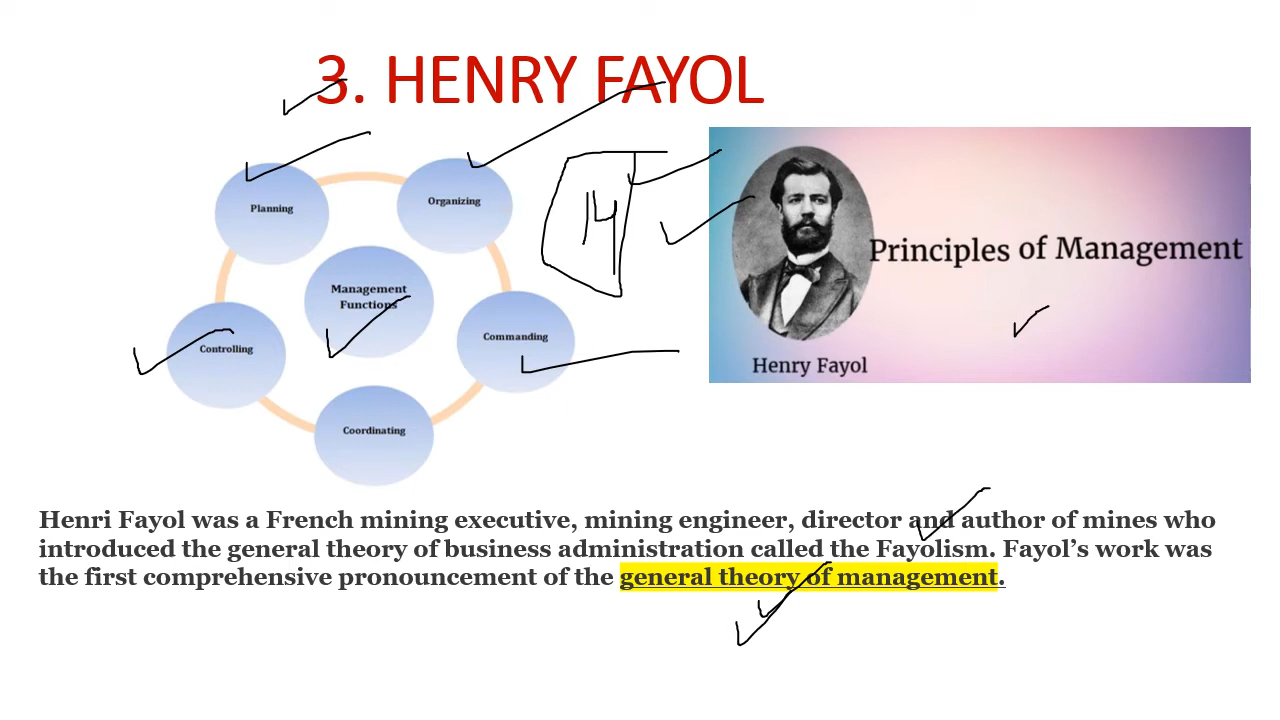 3. HENRY FAYOL
Planning
Organizing
14
Management
Functions
Commanding
Controlling
Coordinating
Principles of Management
Henry Fayol
Henri Fayol was a French mining executive, mining engineer, director and author of mines who
introduced the general theory of business administration called the Fayolism. Fayol’s work was
the first comprehensive pronouncement of the general theory of management.